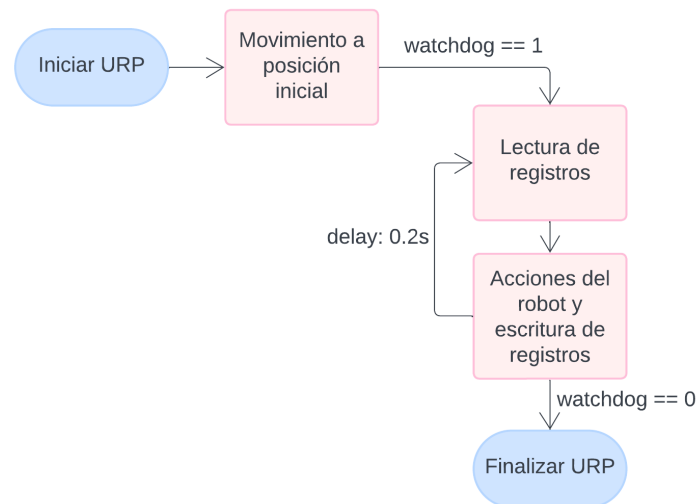 Iniciar URP
Movimiento a
posición
inicial
watchdog == 1
Lectura de
registros
delay: 0.2s
Acciones del
robot y
escritura de
registros
watchdog == 0
Finalizar URP